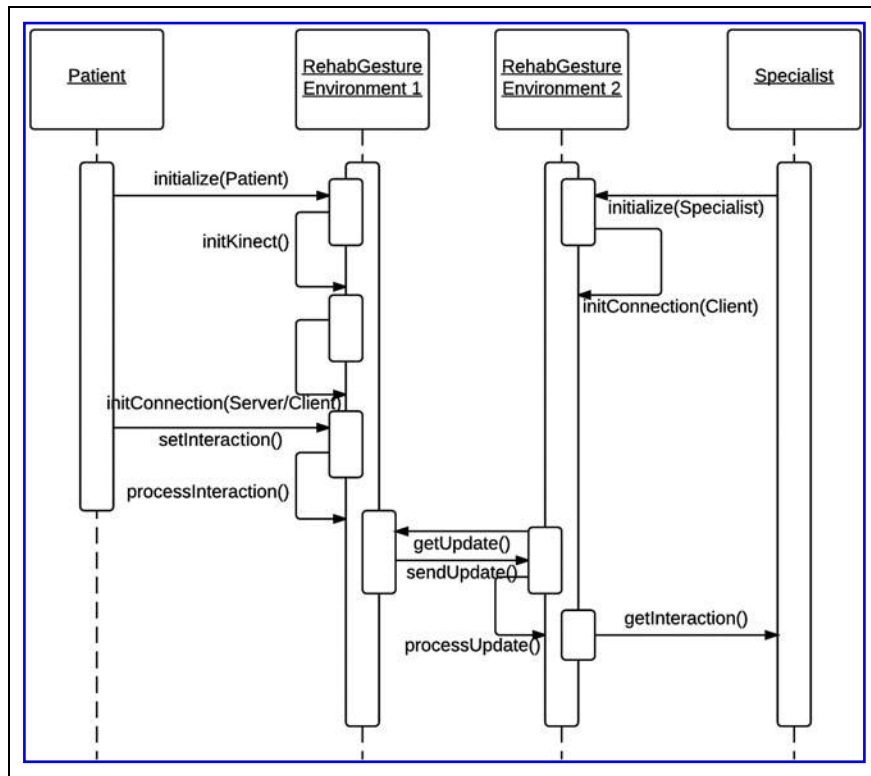 Patient
RehabGesture
Environment 1
RehabGesture
Environment 2
Specialist
initialize(Patient)
initialize(Specialist)
initKinect()
initConnection(Client)
initConnection(Server/Client)
setInteraction()
processInteraction()
getUpdate()
sendUpdate()
getInteraction()
processUpdate()